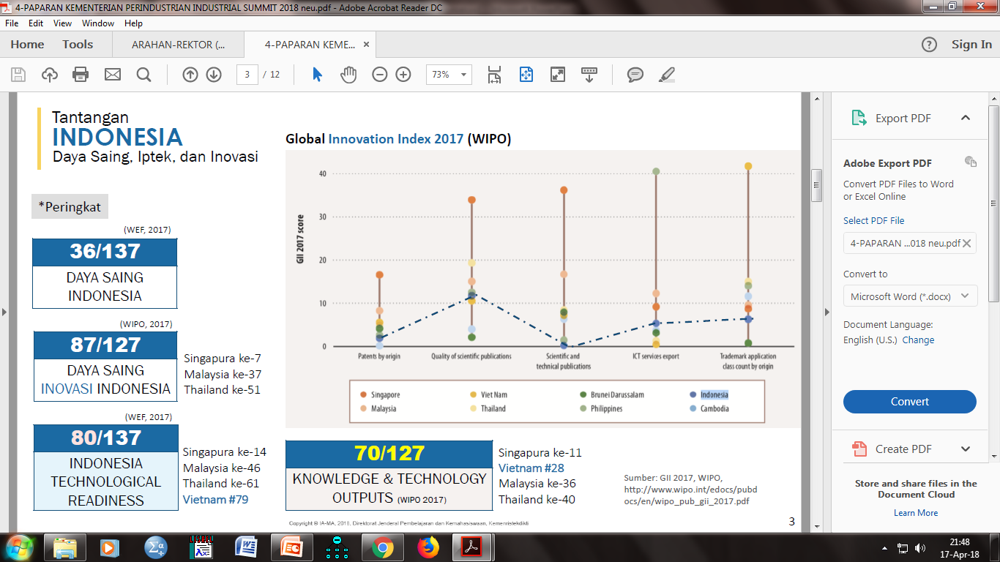 4-PAPARAN KEMENTERIAN PERINDUSTRIAN INDUSTRIAL SUMMIT 2018 neu.pdf - Adobe Acrobat Reader DC
File Edit View Window Help
Home Tools ARAHAN-REKTOR (... 4-PAPARAN KEME... ×
Sign In
3 / 12
73%
Tantangan
INDONESIA
Daya Saing, Iptek, dan Inovasi
*Peringkat
(WEF, 2017)
36/137
DAYA SAING
INDONESIA
(WIPO, 2017)
87/127
DAYA SAING
INOVASI INDONESIA
Singapura ke-7
Malaysia ke-37
Thailand ke-51
(WEF, 2017)
80/137
INDONESIA
TECHNOLOGICAL
READINESS
Singapura ke-14
Malaysia ke-46
Thailand ke-61
Vietnam #79
Global Innovation Index 2017 (WIPO)
GII 2017 score
40
30
20
10
0
Patents by origin
Quality of scientific publications
Scientific and
technical publications
ICT services export
Trademark application
class count by origin
Singapore Viet Nam Brunei Darussalam Indonesia
Malaysia Thailand Philippines Cambodia
70/127
KNOWLEDGE & TECHNOLOGY
OUTPUTS (WIPO 2017)
Singapura ke-11
Vietnam #28
Malaysia ke-36
Thailand ke-40
Sumber: GII 2017, WIPO,
http://www.wipo.int/edocs/pubd
ocs/en/wipo_pub_gii_2017.pdf
Copyright © IA-MA, 2018, Direktorat Jenderal Pembelajaran dan Kemahasiswaan, Kemenristekdikti
3
Export PDF
Adobe Export PDF
Convert PDF Files to Word
or Excel Online
Select PDF File
4-PAPARAN ...018 neu.pdf
Convert to
Microsoft Word (*.docx)
Document Language:
English (U.S.) Change
Convert
Create PDF
Store and share files in the
Document Cloud
Learn More
21:48
17-Apr-18